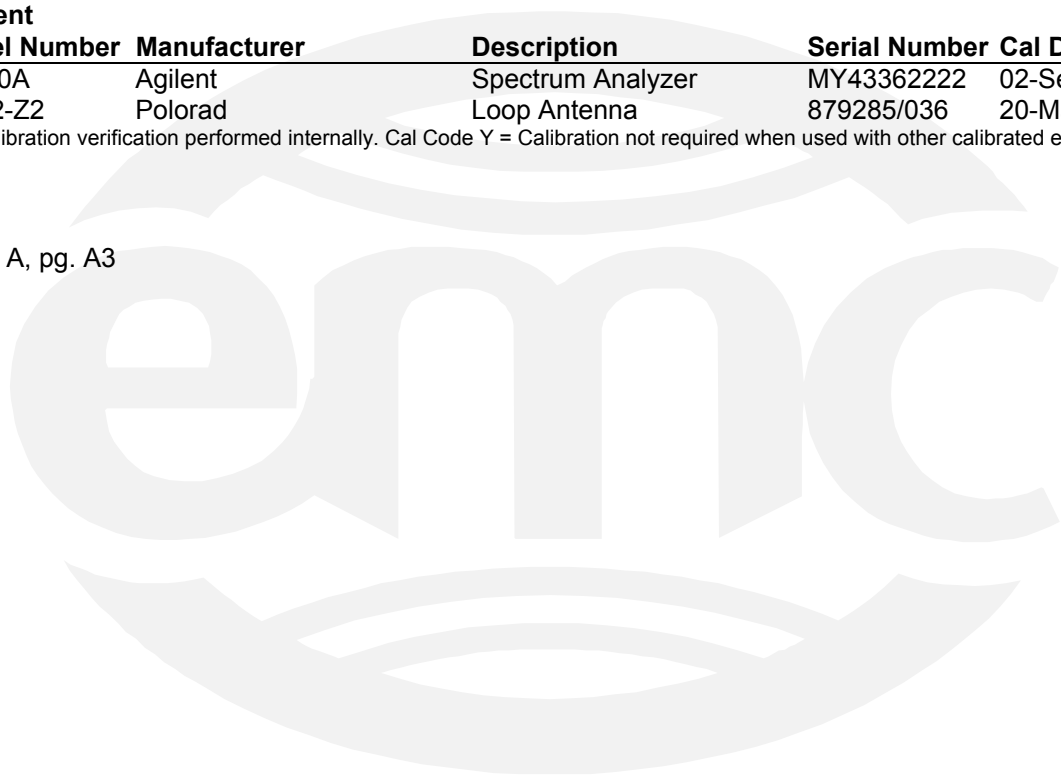 ent
el Number Manufacturer Description Serial Number Cal D
0A Agilent Spectrum Analyzer MY43362222 02-Se
2-Z2 Polorad Loop Antenna 879285/036 20-M
libration verification performed internally. Cal Code Y = Calibration not required when used with other calibrated e
A, pg. A3
emc